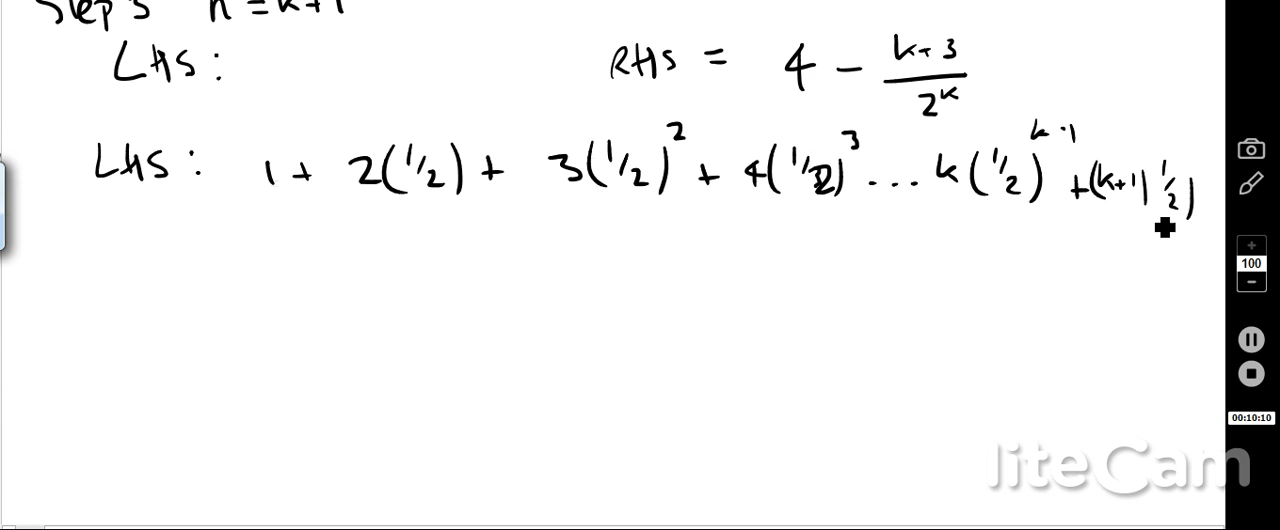 Step 3 n = k+1
LHS : RHS = 4 - (k+3)/2^k
LHS : 1 + 2(1/2) + 3(1/2)^2 + 4(1/2)^3 ... k(1/2)^k-1 + (k+1) 1/2)
100
00:10:10
liteCam